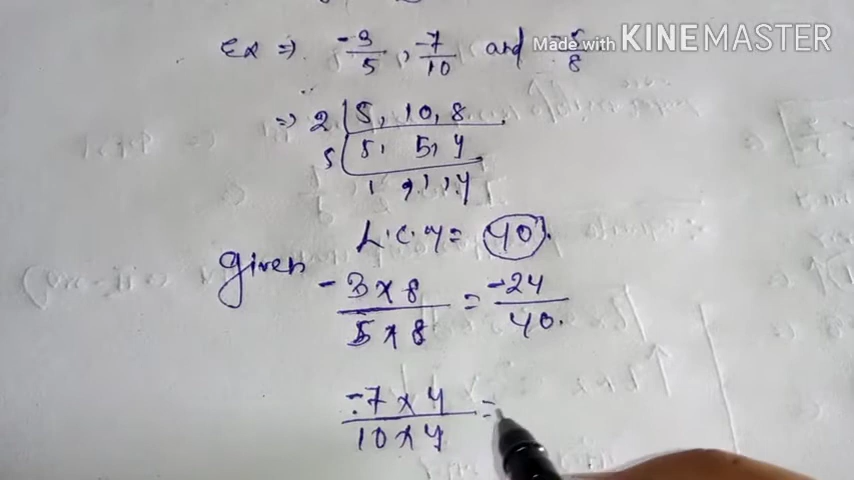 Ex ⇒ -3/5 , -7/10 and -5/8
Made with KINEMASTER
⇒ 2 | 5, 10, 8
5 | 5, 5, 4
1, 1, 4
L.C.M = 40.
Given
-3 × 8 / 5 × 8 = -24 / 40.
-7 × 4 / 10 × 4 =